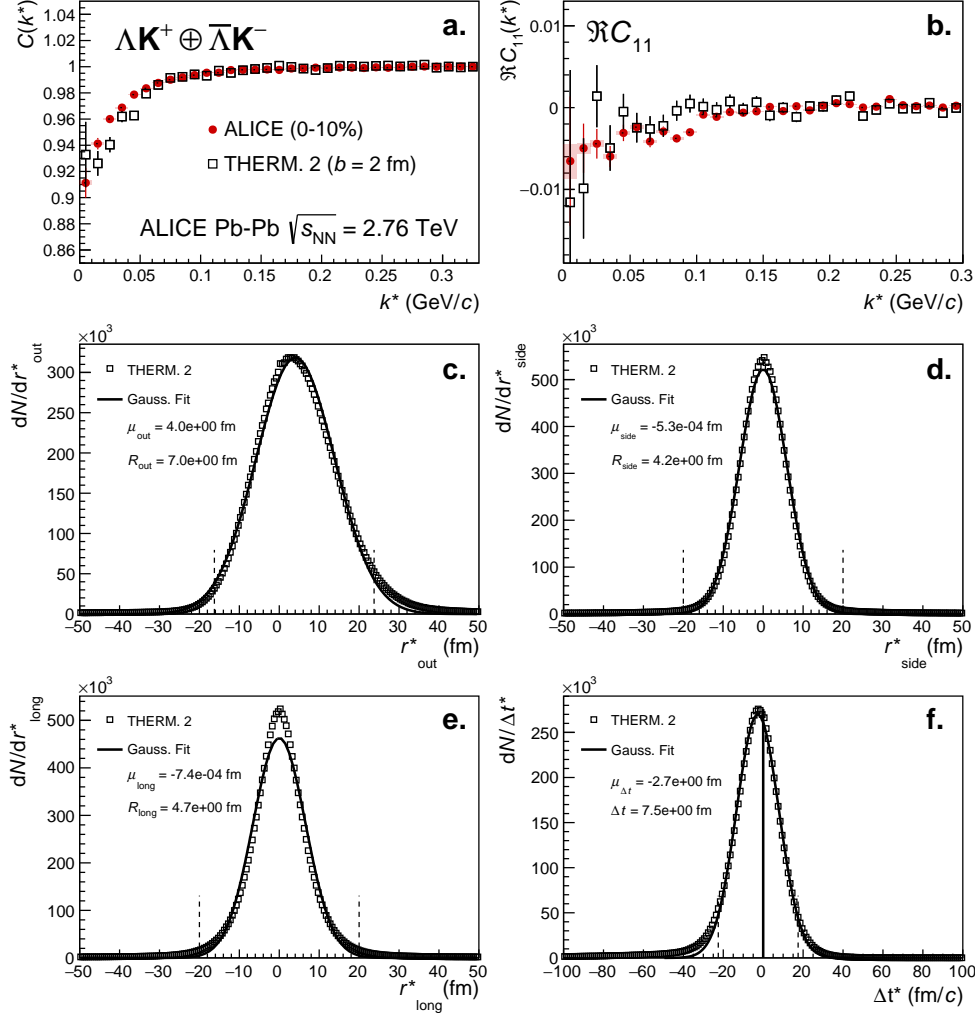 C(k*)
1.04
1.02
1
0.98
0.96
0.94
0.92
0.9
0.88
0.86
ΛK⁺ ⊕ Λ̅K⁻
a.
ALICE (0-10%)
THERM. 2 (b = 2 fm)
ALICE Pb-Pb √sNN = 2.76 TeV
0 0.05 0.1 0.15 0.2 0.25 0.3
k* (GeV/c)
ℜC₁₁(k*)
0.01
0
−0.01
ℜC₁₁
b.
0 0.05 0.1 0.15 0.2 0.25 0.3
k* (GeV/c)
×10³
dN/dr*out
300
250
200
150
100
50
0
c.
THERM. 2
Gauss. Fit
μout = 4.0e+00 fm
Rout = 7.0e+00 fm
−50 −40 −30 −20 −10 0 10 20 30 40 50
r*out (fm)
×10³
dN/dr*side
500
400
300
200
100
0
d.
THERM. 2
Gauss. Fit
μside = -5.3e-04 fm
Rside = 4.2e+00 fm
−50 −40 −30 −20 −10 0 10 20 30 40 50
r*side (fm)
×10³
dN/dr*long
500
400
300
200
100
0
e.
THERM. 2
Gauss. Fit
μlong = -7.4e-04 fm
Rlong = 4.7e+00 fm
−50 −40 −30 −20 −10 0 10 20 30 40 50
r*long (fm)
×10³
dN/Δt*
250
200
150
100
50
0
f.
THERM. 2
Gauss. Fit
μΔt = -2.7e+00 fm
Δt = 7.5e+00 fm
−100 −80 −60 −40 −20 0 20 40 60 80 100
Δt* (fm/c)